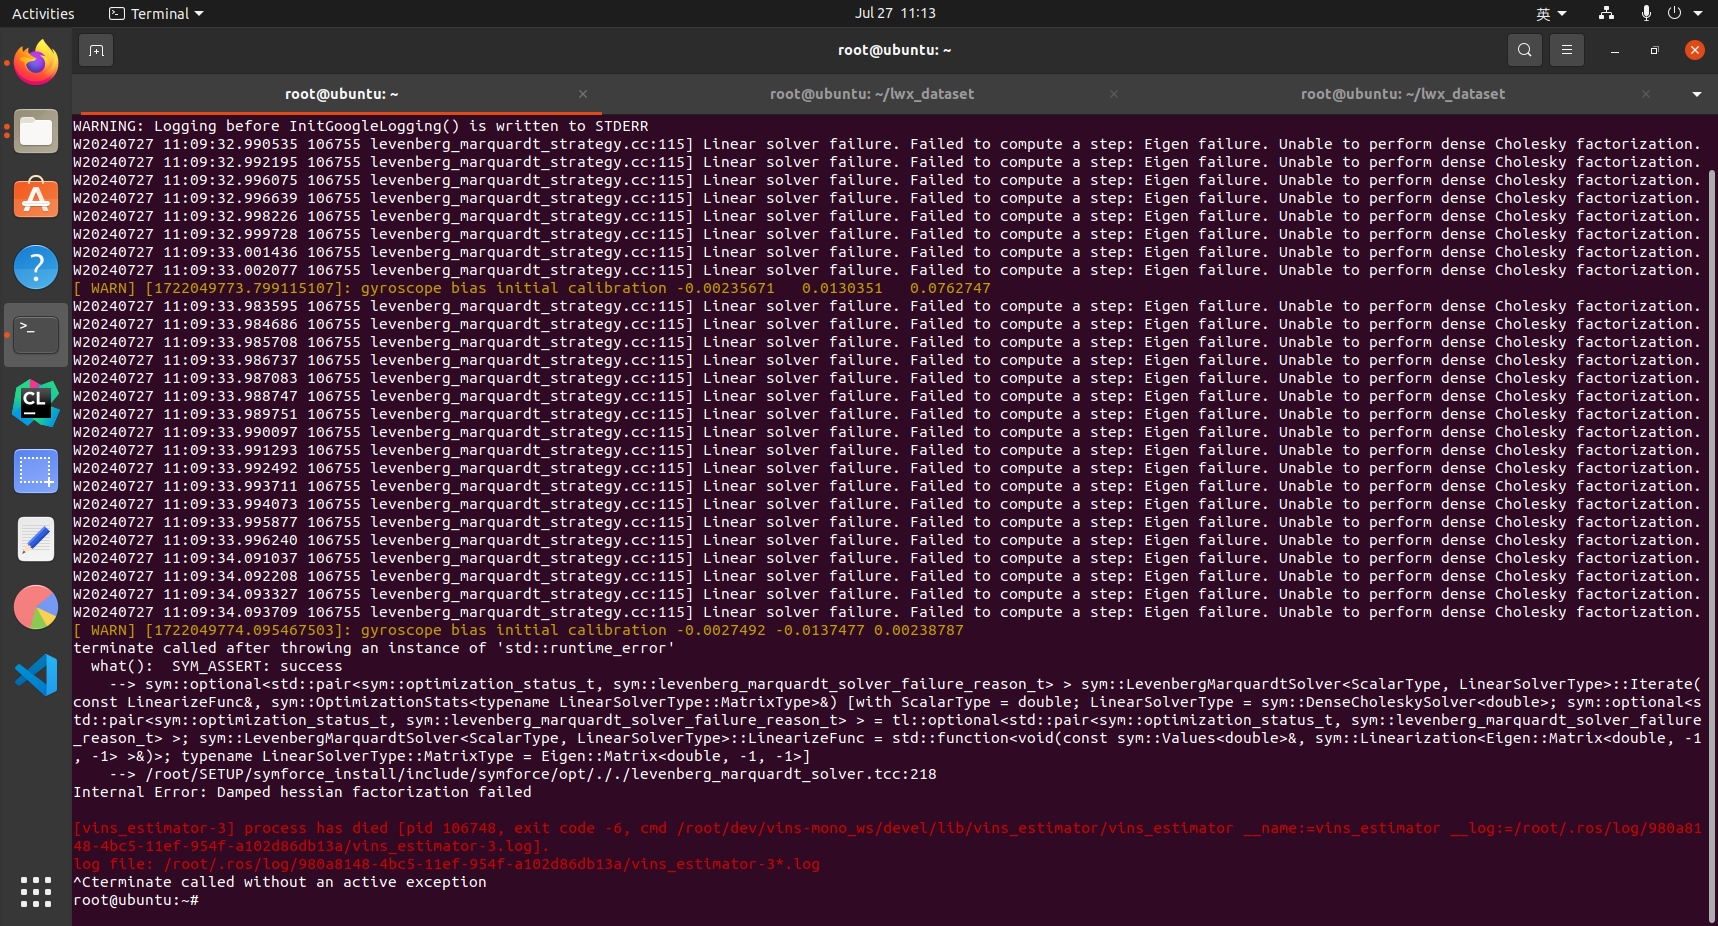 Activities
Terminal
Jul 27 11:13
英
root@ubuntu: ~
root@ubuntu: ~
root@ubuntu: ~/lwx_dataset
root@ubuntu: ~/lwx_dataset
WARNING: Logging before InitGoogleLogging() is written to STDERR
W20240727 11:09:32.990535 106755 levenberg_marquardt_strategy.cc:115] Linear solver failure. Failed to compute a step: Eigen failure. Unable to perform dense Cholesky factorization.
W20240727 11:09:32.992195 106755 levenberg_marquardt_strategy.cc:115] Linear solver failure. Failed to compute a step: Eigen failure. Unable to perform dense Cholesky factorization.
W20240727 11:09:32.996075 106755 levenberg_marquardt_strategy.cc:115] Linear solver failure. Failed to compute a step: Eigen failure. Unable to perform dense Cholesky factorization.
W20240727 11:09:32.996639 106755 levenberg_marquardt_strategy.cc:115] Linear solver failure. Failed to compute a step: Eigen failure. Unable to perform dense Cholesky factorization.
W20240727 11:09:32.998226 106755 levenberg_marquardt_strategy.cc:115] Linear solver failure. Failed to compute a step: Eigen failure. Unable to perform dense Cholesky factorization.
W20240727 11:09:32.999728 106755 levenberg_marquardt_strategy.cc:115] Linear solver failure. Failed to compute a step: Eigen failure. Unable to perform dense Cholesky factorization.
W20240727 11:09:33.001436 106755 levenberg_marquardt_strategy.cc:115] Linear solver failure. Failed to compute a step: Eigen failure. Unable to perform dense Cholesky factorization.
W20240727 11:09:33.002077 106755 levenberg_marquardt_strategy.cc:115] Linear solver failure. Failed to compute a step: Eigen failure. Unable to perform dense Cholesky factorization.
[ WARN] [1722049773.799115107]: gyroscope bias initial calibration -0.00235671   0.0130351   0.0762747
W20240727 11:09:33.983595 106755 levenberg_marquardt_strategy.cc:115] Linear solver failure. Failed to compute a step: Eigen failure. Unable to perform dense Cholesky factorization.
W20240727 11:09:33.984686 106755 levenberg_marquardt_strategy.cc:115] Linear solver failure. Failed to compute a step: Eigen failure. Unable to perform dense Cholesky factorization.
W20240727 11:09:33.985708 106755 levenberg_marquardt_strategy.cc:115] Linear solver failure. Failed to compute a step: Eigen failure. Unable to perform dense Cholesky factorization.
W20240727 11:09:33.986737 106755 levenberg_marquardt_strategy.cc:115] Linear solver failure. Failed to compute a step: Eigen failure. Unable to perform dense Cholesky factorization.
W20240727 11:09:33.987083 106755 levenberg_marquardt_strategy.cc:115] Linear solver failure. Failed to compute a step: Eigen failure. Unable to perform dense Cholesky factorization.
W20240727 11:09:33.988747 106755 levenberg_marquardt_strategy.cc:115] Linear solver failure. Failed to compute a step: Eigen failure. Unable to perform dense Cholesky factorization.
W20240727 11:09:33.989751 106755 levenberg_marquardt_strategy.cc:115] Linear solver failure. Failed to compute a step: Eigen failure. Unable to perform dense Cholesky factorization.
W20240727 11:09:33.990097 106755 levenberg_marquardt_strategy.cc:115] Linear solver failure. Failed to compute a step: Eigen failure. Unable to perform dense Cholesky factorization.
W20240727 11:09:33.991293 106755 levenberg_marquardt_strategy.cc:115] Linear solver failure. Failed to compute a step: Eigen failure. Unable to perform dense Cholesky factorization.
W20240727 11:09:33.992492 106755 levenberg_marquardt_strategy.cc:115] Linear solver failure. Failed to compute a step: Eigen failure. Unable to perform dense Cholesky factorization.
W20240727 11:09:33.993711 106755 levenberg_marquardt_strategy.cc:115] Linear solver failure. Failed to compute a step: Eigen failure. Unable to perform dense Cholesky factorization.
W20240727 11:09:33.994073 106755 levenberg_marquardt_strategy.cc:115] Linear solver failure. Failed to compute a step: Eigen failure. Unable to perform dense Cholesky factorization.
W20240727 11:09:33.995877 106755 levenberg_marquardt_strategy.cc:115] Linear solver failure. Failed to compute a step: Eigen failure. Unable to perform dense Cholesky factorization.
W20240727 11:09:33.996240 106755 levenberg_marquardt_strategy.cc:115] Linear solver failure. Failed to compute a step: Eigen failure. Unable to perform dense Cholesky factorization.
W20240727 11:09:34.091037 106755 levenberg_marquardt_strategy.cc:115] Linear solver failure. Failed to compute a step: Eigen failure. Unable to perform dense Cholesky factorization.
W20240727 11:09:34.092208 106755 levenberg_marquardt_strategy.cc:115] Linear solver failure. Failed to compute a step: Eigen failure. Unable to perform dense Cholesky factorization.
W20240727 11:09:34.093327 106755 levenberg_marquardt_strategy.cc:115] Linear solver failure. Failed to compute a step: Eigen failure. Unable to perform dense Cholesky factorization.
W20240727 11:09:34.093709 106755 levenberg_marquardt_strategy.cc:115] Linear solver failure. Failed to compute a step: Eigen failure. Unable to perform dense Cholesky factorization.
[ WARN] [1722049774.095467503]: gyroscope bias initial calibration -0.0027492 -0.0137477 0.00238787
terminate called after throwing an instance of 'std::runtime_error'
  what():  SYM_ASSERT: success
    --> sym::optional<std::pair<sym::optimization_status_t, sym::levenberg_marquardt_solver_failure_reason_t> > sym::LevenbergMarquardtSolver<ScalarType, LinearSolverType>::Iterate(
const LinearizeFunc&, sym::OptimizationStats<typename LinearSolverType::MatrixType>&) [with ScalarType = double; LinearSolverType = sym::DenseCholeskySolver<double>; sym::optional<s
td::pair<sym::optimization_status_t, sym::levenberg_marquardt_solver_failure_reason_t> > = tl::optional<std::pair<sym::optimization_status_t, sym::levenberg_marquardt_solver_failure
_reason_t> >; sym::LevenbergMarquardtSolver<ScalarType, LinearSolverType>::LinearizeFunc = std::function<void(const sym::Values<double>&, sym::Linearization<Eigen::Matrix<double, -1
, -1> >&)>; typename LinearSolverType::MatrixType = Eigen::Matrix<double, -1, -1>]
    --> /root/SETUP/symforce_install/include/symforce/opt/././levenberg_marquardt_solver.tcc:218
Internal Error: Damped hessian factorization failed
[vins_estimator-3] process has died [pid 106748, exit code -6, cmd /root/dev/vins-mono_ws/devel/lib/vins_estimator/vins_estimator __name:=vins_estimator __log:=/root/.ros/log/980a81
48-4bc5-11ef-954f-a102d86db13a/vins_estimator-3.log].
log file: /root/.ros/log/980a8148-4bc5-11ef-954f-a102d86db13a/vins_estimator-3*.log
^Cterminate called without an active exception
root@ubuntu:~#
CL